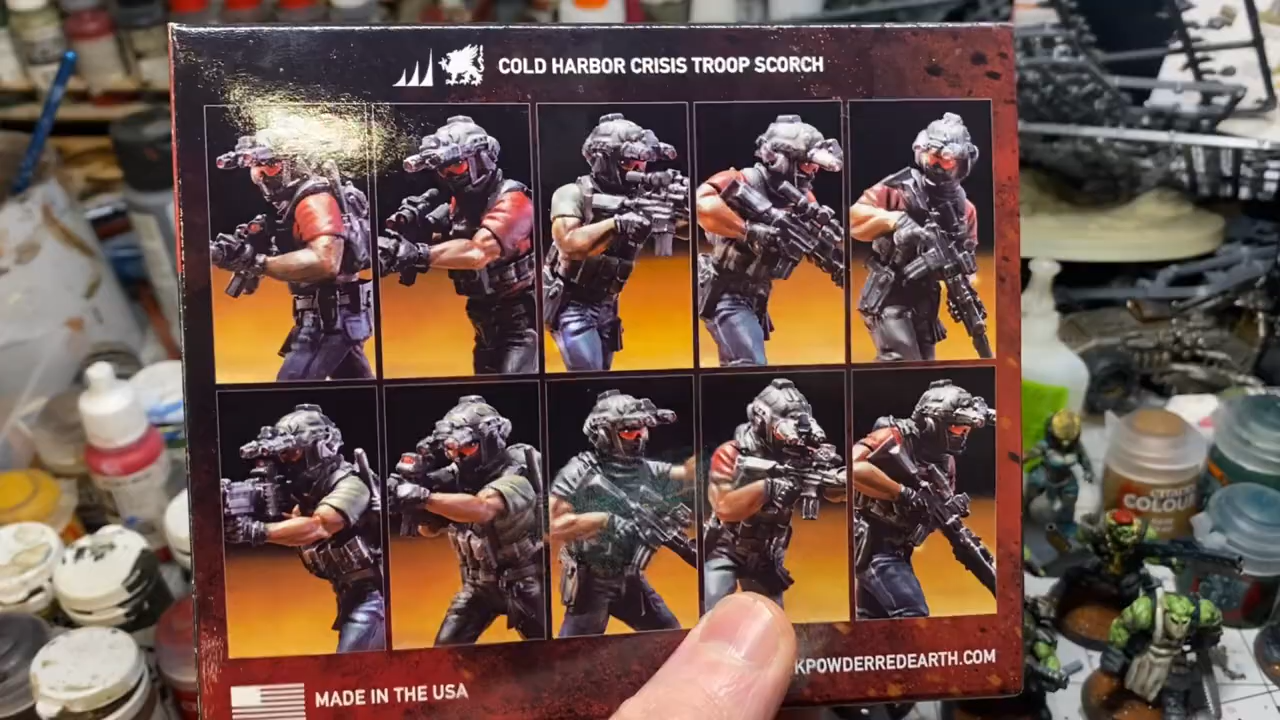 COLD HARBOR CRISIS TROOP SCORCH
COLOUR
KPOWDERREDEARTH.COM
MADE IN THE USA